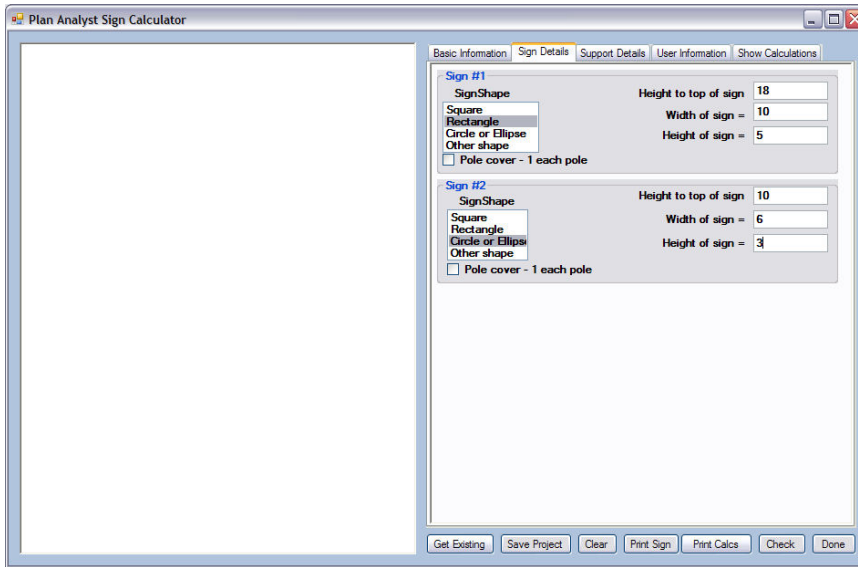 Plan Analyst Sign Calculator
Basic Information Sign Details Support Details User Information Show Calculations
Sign #1
SignShape
Square
Rectangle
Circle or Ellipse
Other shape
Pole cover - 1 each pole
Height to top of sign 18
Width of sign = 10
Height of sign = 5
Sign #2
SignShape
Square
Rectangle
Circle or Ellips
Other shape
Pole cover - 1 each pole
Height to top of sign 10
Width of sign = 6
Height of sign = 3
Get Existing Save Project Clear Print Sign Print Calcs Check Done